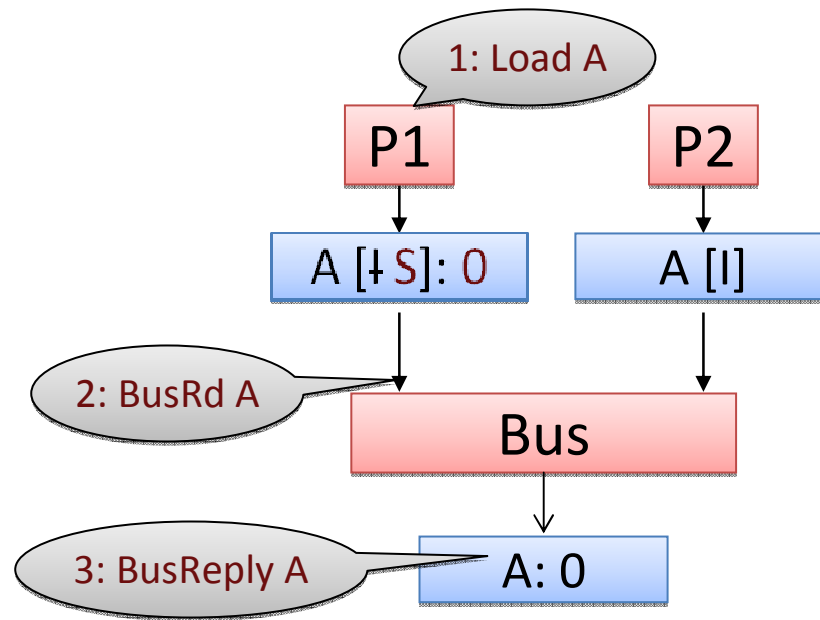 1: Load A
P1
P2
A [I S]: 0
A [I]
2: BusRd A
Bus
3: BusReply A
A: 0